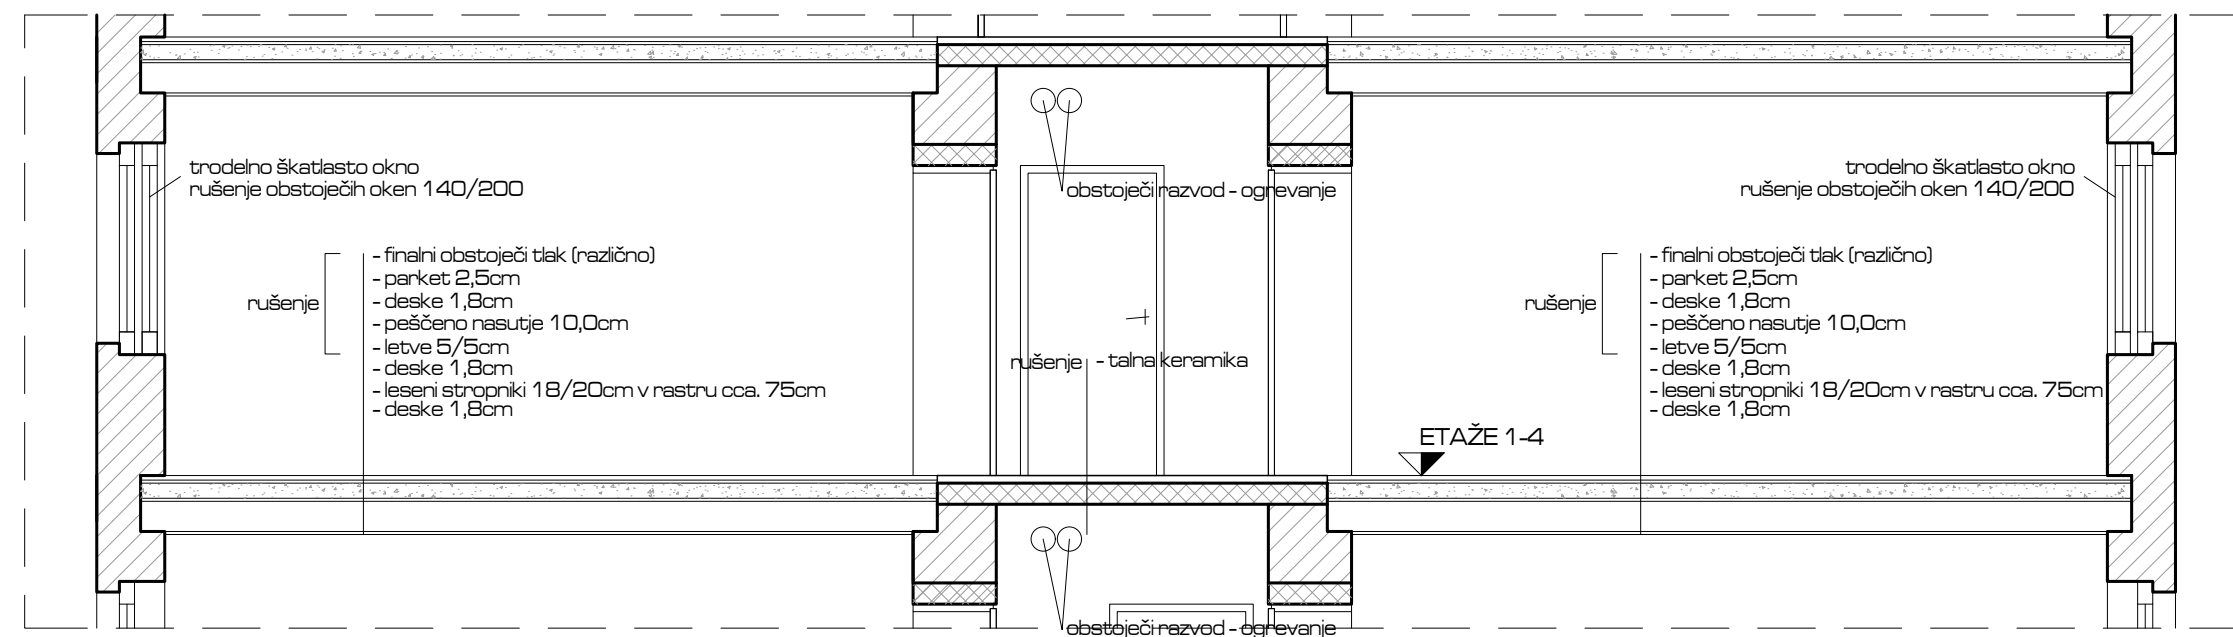 trodelno škatlasto okno
rušenje obstoječih oken 140/200
trodelno škatlasto okno
rušenje obstoječih oken 140/200
obstoječi razvod - ogrevanje
rušenje
- finalni obstoječi tlak (različno)
- parket 2,5cm
- deske 1,8cm
- peščeno nasutje 10,0cm
- letve 5/5cm
- deske 1,8cm
- leseni stropniki 18/20cm v rastru cca. 75cm
- deske 1,8cm
rušenje - talna keramika
rušenje
- finalni obstoječi tlak (različno)
- parket 2,5cm
- deske 1,8cm
- peščeno nasutje 10,0cm
- letve 5/5cm
- deske 1,8cm
- leseni stropniki 18/20cm v rastru cca. 75cm
- deske 1,8cm
ETAŽE 1-4
obstoječi razvod - ogrevanje